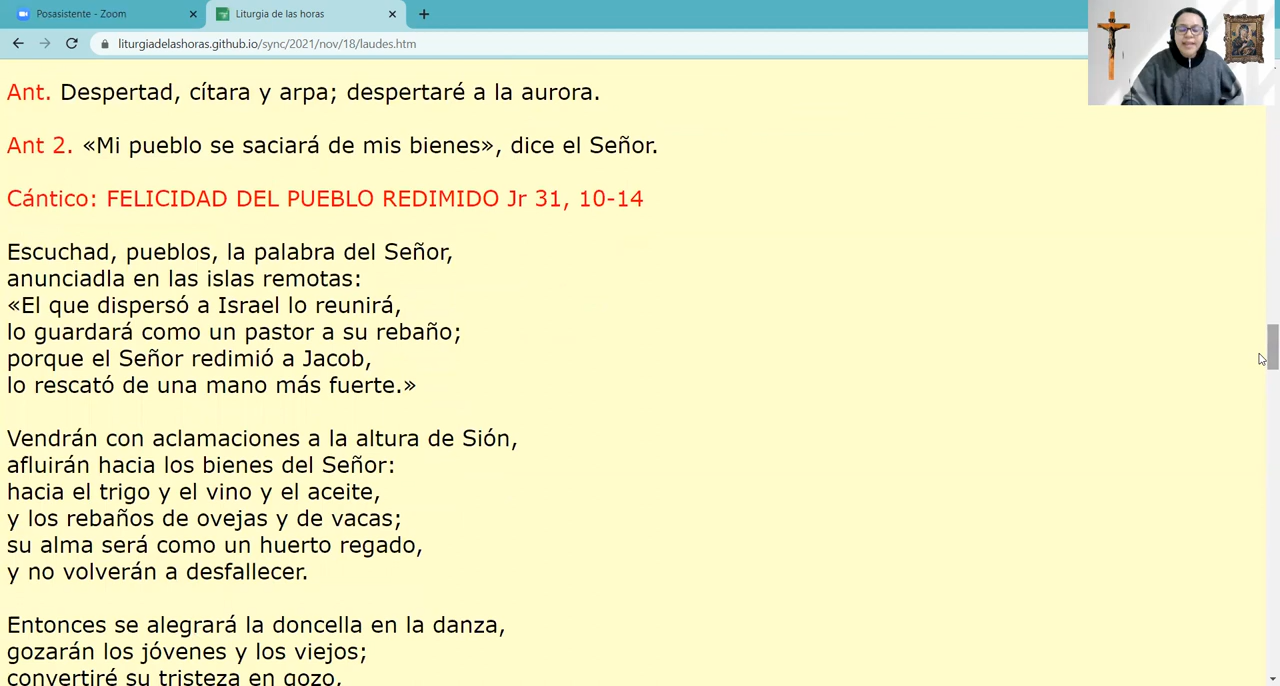 Posasistente - Zoom
Liturgia de las horas
liturgiadelashoras.github.io/sync/2021/nov/18/laudes.htm
Ant. Despertad, cítara y arpa; despertaré a la aurora.
Ant 2. «Mi pueblo se saciará de mis bienes», dice el Señor.
Cántico: FELICIDAD DEL PUEBLO REDIMIDO Jr 31, 10-14
Escuchad, pueblos, la palabra del Señor,
anunciadla en las islas remotas:
«El que dispersó a Israel lo reunirá,
lo guardará como un pastor a su rebaño;
porque el Señor redimió a Jacob,
lo rescató de una mano más fuerte.»
Vendrán con aclamaciones a la altura de Sión,
afluirán hacia los bienes del Señor:
hacia el trigo y el vino y el aceite,
y los rebaños de ovejas y de vacas;
su alma será como un huerto regado,
y no volverán a desfallecer.
Entonces se alegrará la doncella en la danza,
gozarán los jóvenes y los viejos;
convertiré su tristeza en gozo,